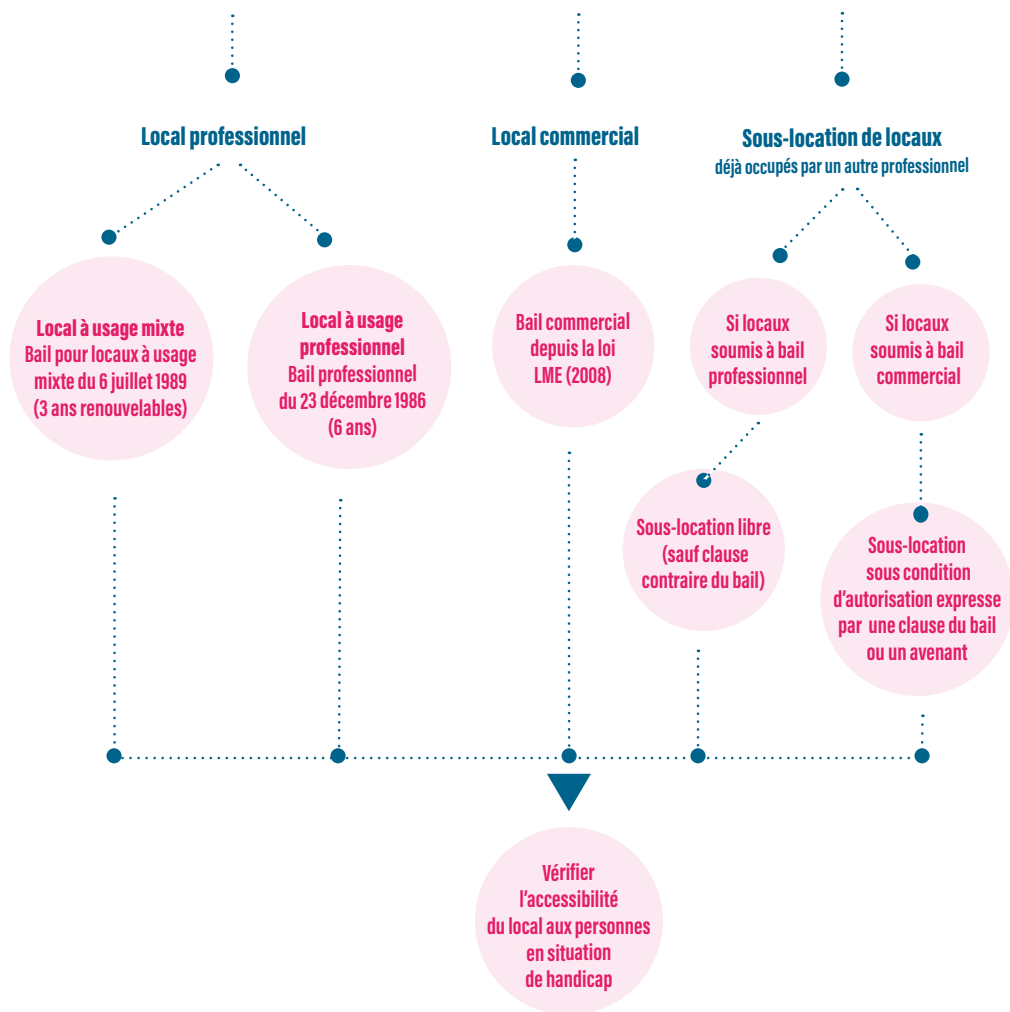 Local professionnel
Local commercial
Sous-location de locaux
déjà occupés par un autre professionnel
Local à usage mixte
Bail pour locaux à usage
mixte du 6 juillet 1989
(3 ans renouvelables)
Local à usage
professionnel
Bail professionnel
du 23 décembre 1986
(6 ans)
Bail commercial
depuis la loi
LME (2008)
Si locaux
soumis à bail
professionnel
Si locaux
soumis à bail
commercial
Sous-location libre
(sauf clause
contraire du bail)
Sous-location
sous condition
d'autorisation expresse
par une clause du bail
ou un avenant
Vérifier
l'accessibilité
du local aux personnes
en situation
de handicap